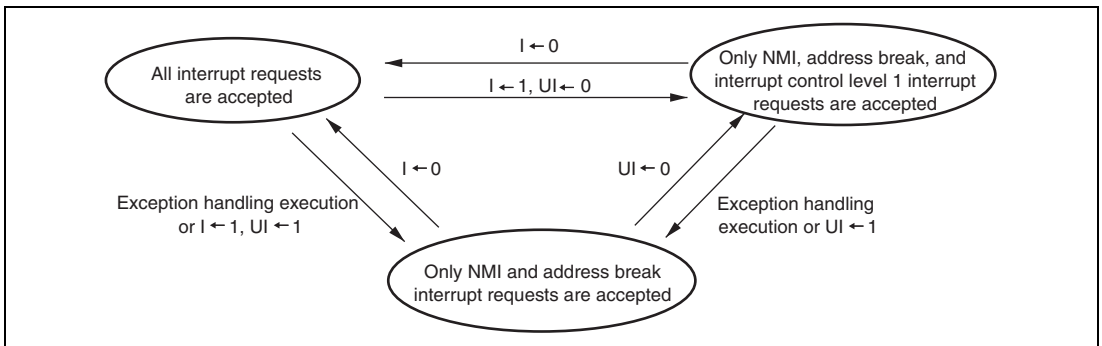 I ← 0
All interrupt requests
are accepted
I ← 1, UI ← 0
Only NMI, address break, and
interrupt control level 1 interrupt
requests are accepted
I ← 0
UI ← 0
Exception handling execution
or I ← 1, UI ← 1
Exception handling
execution or UI ← 1
Only NMI and address break
interrupt requests are accepted